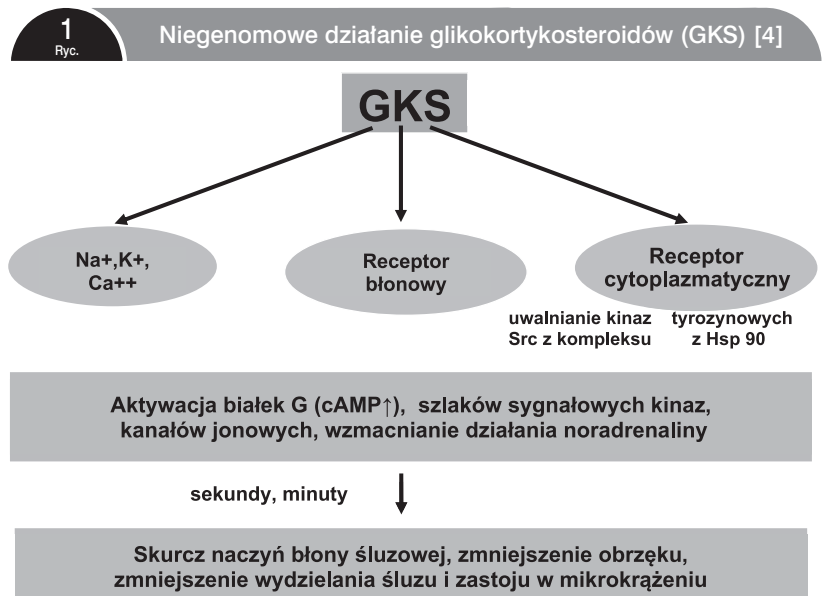 1
Ryc.
Niegenomowe działanie glikokortykosteroidów (GKS) [4]
GKS
Na+,K+,
Ca++
Receptor
błonowy
Receptor
cytoplazmatyczny
uwalnianie kinaz tyrozynowych
Src z kompleksu z Hsp 90
Aktywacja białek G (cAMP↑), szlaków sygnałowych kinaz,
kanałów jonowych, wzmacnianie działania noradrenaliny
sekundy, minuty
Skurcz naczyń błony śluzowej, zmniejszenie obrzęku,
zmniejszenie wydzielania śluzu i zastoju w mikrokrążeniu